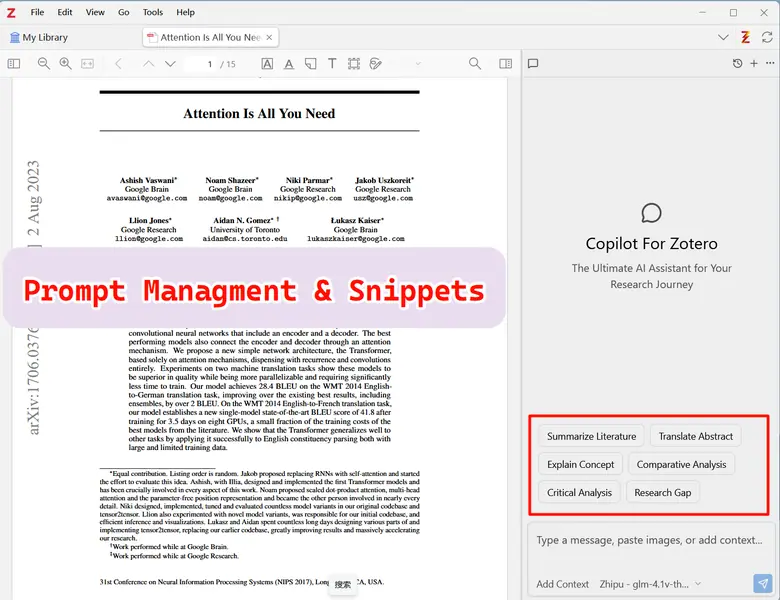 File Edit View Go Tools Help
My Library
Attention Is All You Need
1 / 15
Attention Is All You Need
Ashish Vaswani* Noam Shazeer* Niki Parmar* Jakob Uszkoreit*
Google Brain Google Brain Google Research Google Research
avaswani@google.com noam@google.com nikip@google.com usz@google.com
Llion Jones* Aidan N. Gomez* † Łukasz Kaiser*
Google Research University of Toronto Google Brain
llion@google.com aidan@cs.toronto.edu lukaszkaiser@google.com
Prompt Managment & Snippets
convolutional neural networks that include an encoder and a decoder. The best
performing models also connect the encoder and decoder through an attention
mechanism. We propose a new simple network architecture, the Transformer,
based solely on attention mechanisms, dispensing with recurrence and convolutions
entirely. Experiments on two machine translation tasks show these models to
be superior in quality while being more parallelizable and requiring significantly
less time to train. Our model achieves 28.4 BLEU on the WMT 2014 English-
to-German translation task, improving over the existing best results, including
ensembles, by over 2 BLEU. On the WMT 2014 English-to-French translation task,
our model establishes a new single-model state-of-the-art BLEU score of 41.8 after
training for 3.5 days on eight GPUs, a small fraction of the training costs of the
best models from the literature. We show that the Transformer generalizes well to
other tasks by applying it successfully to English constituency parsing both with
large and limited training data.
*Equal contribution. Listing order is random. Jakob proposed replacing RNNs with self-attention and started
the effort to evaluate this idea. Ashish, with Illia, designed and implemented the first Transformer models and
has been crucially involved in every aspect of this work. Noam proposed scaled dot-product attention, multi-head
attention and the parameter-free position representation and became the other person involved in nearly every
detail. Niki designed, implemented, tuned and evaluated countless model variants in our original codebase and
tensor2tensor. Llion also experimented with novel model variants, was responsible for our initial codebase, and
efficient inference and visualizations. Lukasz and Aidan spent countless long days designing various parts of and
implementing tensor2tensor, replacing our earlier codebase, greatly improving results and massively accelerating
our research.
†Work performed while at Google Brain.
‡Work performed while at Google Research.
31st Conference on Neural Information Processing Systems (NIPS 2017), CA, USA.
搜索
arXiv:1706.0376 2 Aug 2023
Copilot For Zotero
The Ultimate AI Assistant for Your
Research Journey
Summarize Literature Translate Abstract
Explain Concept Comparative Analysis
Critical Analysis Research Gap
Type a message, paste images, or add context...
Add Context Zhipu - glm-4.1v-th...